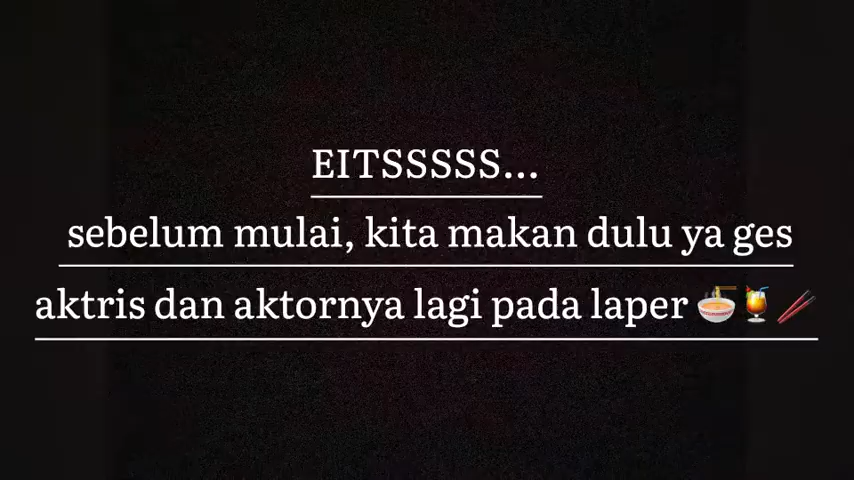 EITSSSSS...
sebelum mulai, kita makan dulu ya ges
aktris dan aktornya lagi pada laper 🍜🍹🥢